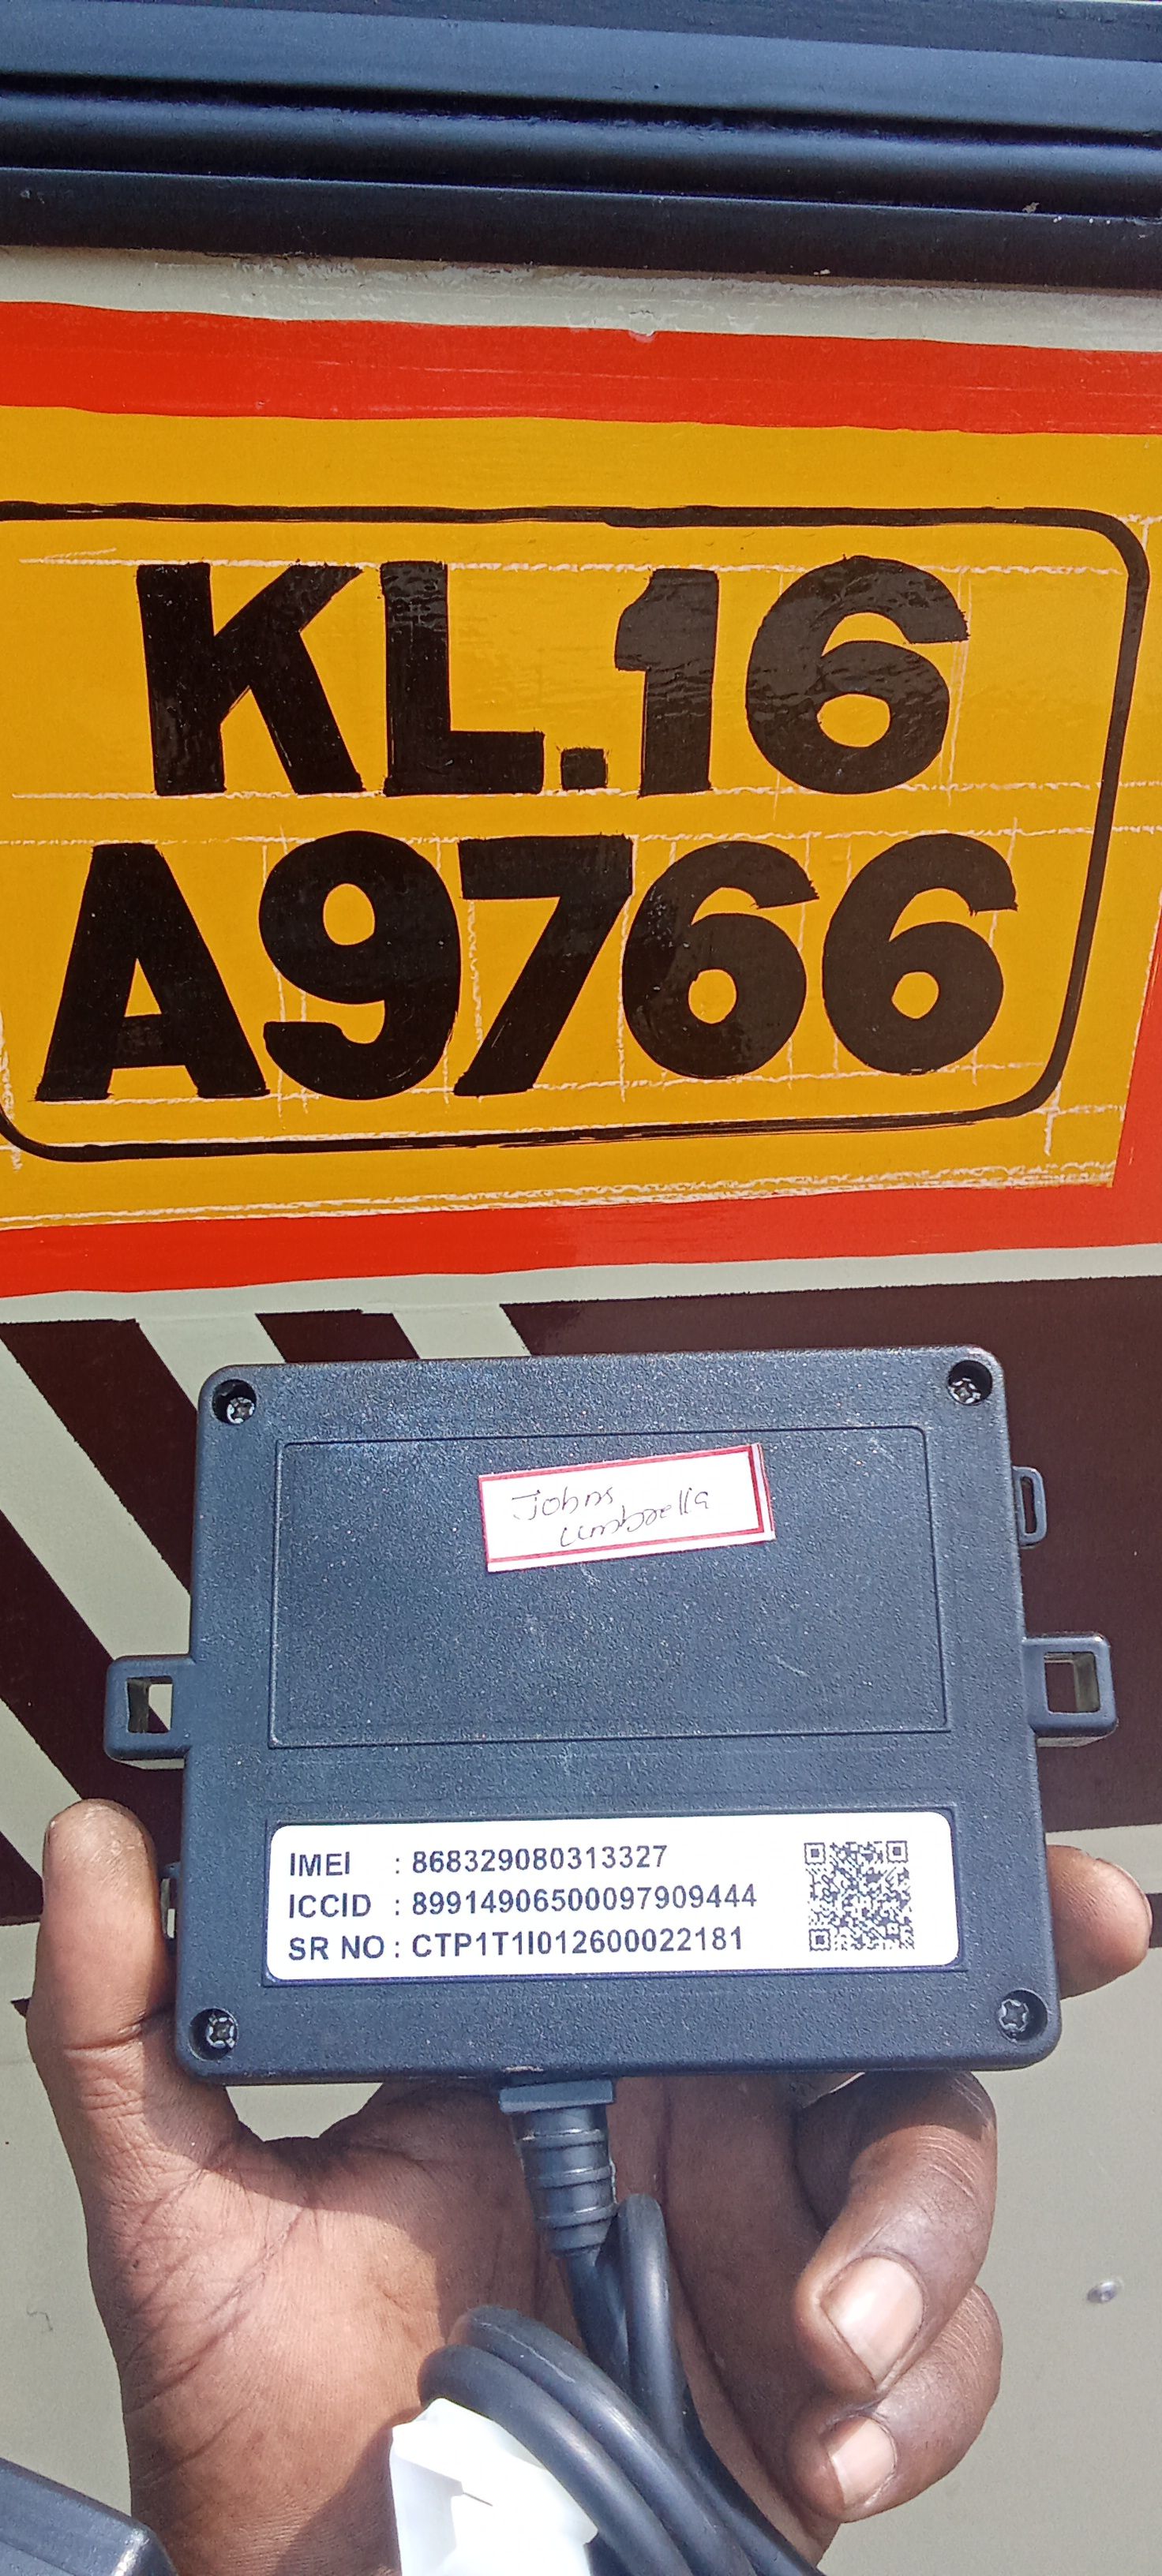 KL.16
A9766
Johns
umbrella
IMEI : 868329080313327
ICCID : 89914906500097909444
SR NO : CTP1T1I012600022181